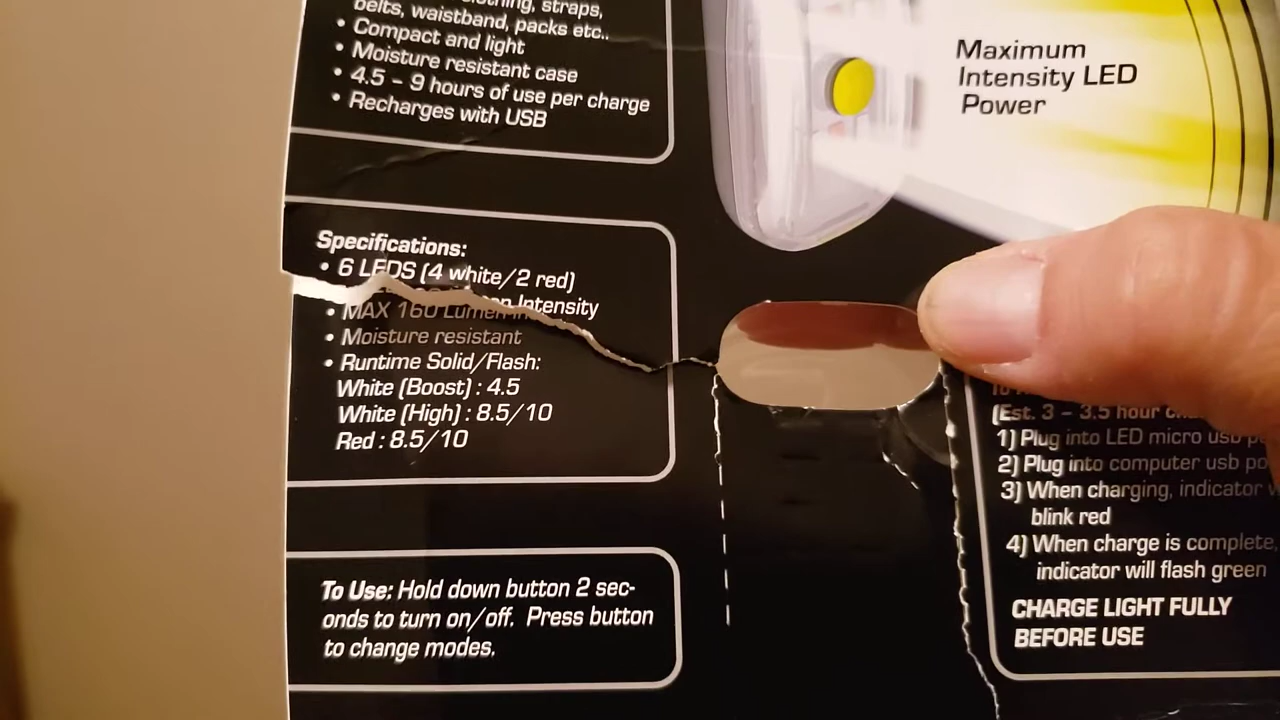 straps,
belts, waistband, packs etc..
• Compact and light
• Moisture resistant case
• 4.5 - 9 hours of use per charge
• Recharges with USB
Maximum
Intensity LED
Power
Specifications:
• 6 LEDS (4 white/2 red)
• MAX 160 Lumen Intensity
• Moisture resistant
• Runtime Solid/Flash:
White (Boost) : 4.5
White (High) : 8.5/10
Red : 8.5/10
To Use: Hold down button 2 sec-
onds to turn on/off. Press button
to change modes.
(Est. 3 - 3.5 hour
1) Plug into LED micro usb
2) Plug into computer usb
3) When charging, indicator
blink red
4) When charge is complete,
indicator will flash green
CHARGE LIGHT FULLY
BEFORE USE